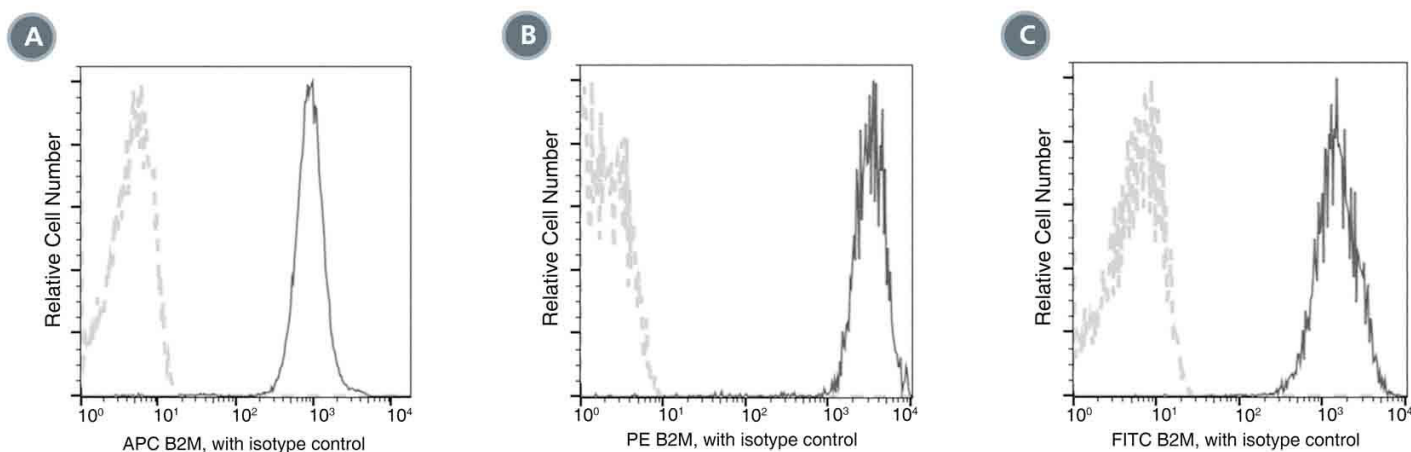 A
Relative Cell Number
10⁰ 10¹ 10² 10³ 10⁴
APC B2M, with isotype control
B
Relative Cell Number
10⁰ 10¹ 10² 10³ 10⁴
PE B2M, with isotype control
C
Relative Cell Number
10⁰ 10¹ 10² 10³ 10⁴
FITC B2M, with isotype control